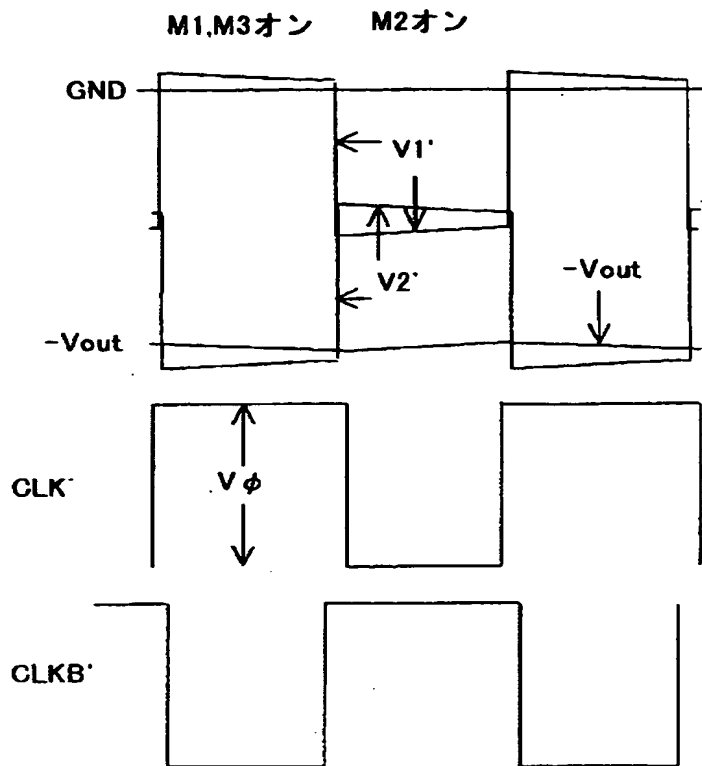 M1,M3オン M2オン
GND
V1'
V2'
-Vout
-Vout
CLK'
Vφ
CLKB'